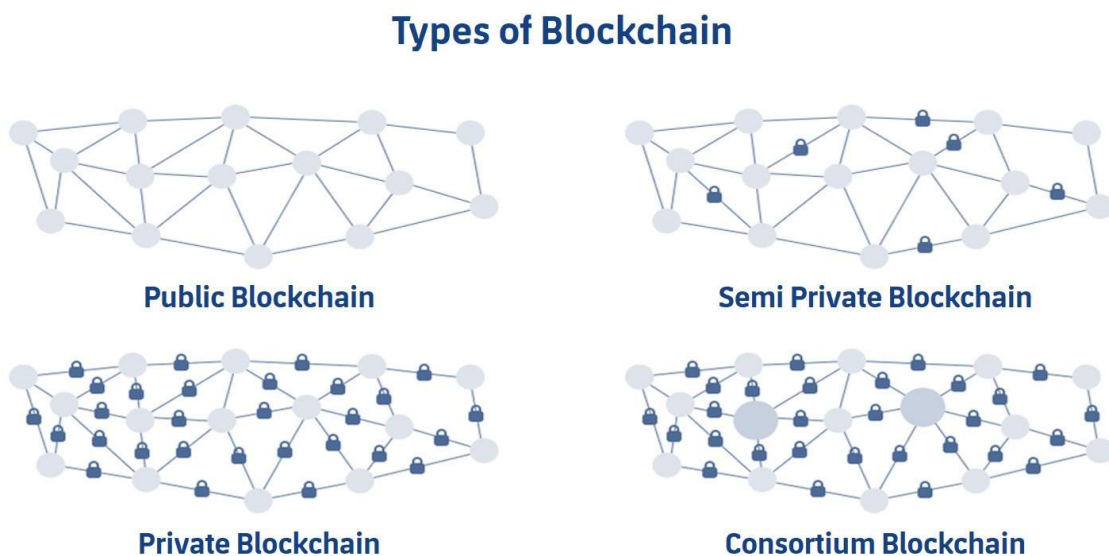 Types of Blockchain
Public Blockchain
Semi Private Blockchain
Private Blockchain
Consortium Blockchain